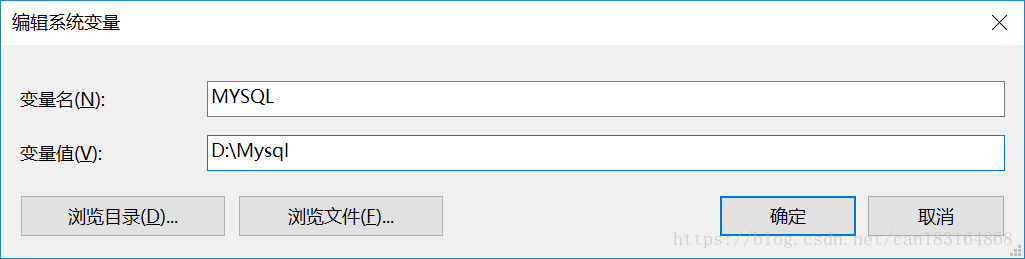 编辑系统变量
变量名(N):
MYSQL
变量值(V):
D:\Mysql
浏览目录(D)...
浏览文件(F)...
确定
取消
https://blog.csdn.net/can183164868